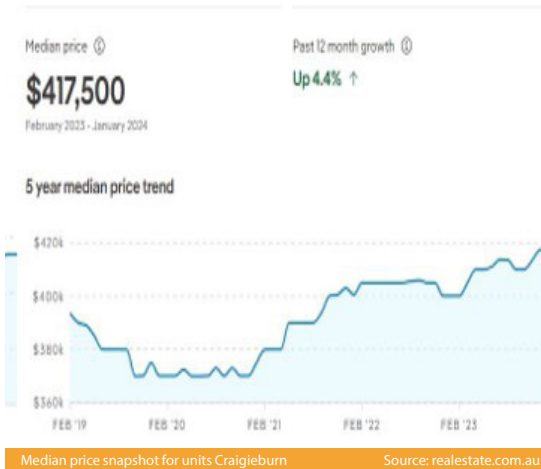 Median price
Past 12 month growth
$417,500
Up 4.4% ↑
February 2023 - January 2024
5 year median price trend
$420k
$400k
$380k
$360k
FEB '19
FEB '20
FEB '21
FEB '22
FEB '23
Median price snapshot for units Craigieburn
Source: realestate.com.au